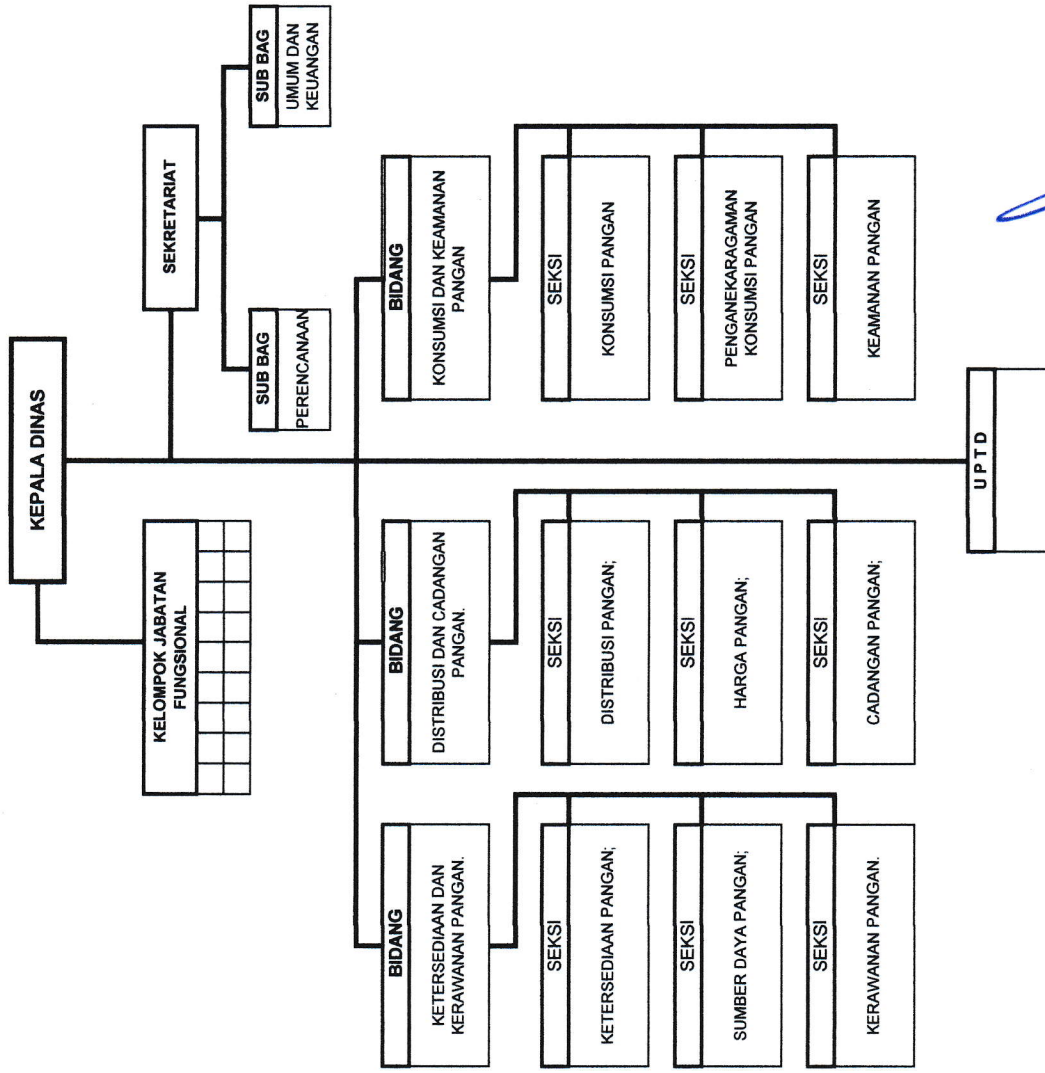 KEPALA DINAS
KELOMPOK JABATAN
FUNGSIONAL
SEKRETARIAT
SUB BAG
PERENCANAAN
SUB BAG
UMUM DAN
KEUANGAN
BIDANG
KETERSEDIAAN DAN
KERAWANAN PANGAN.
SEKSI
KETERSEDIAAN PANGAN;
SEKSI
SUMBER DAYA PANGAN;
SEKSI
KERAWANAN PANGAN.
BIDANG
DISTRIBUSI DAN CADANGAN
PANGAN.
SEKSI
DISTRIBUSI PANGAN;
SEKSI
HARGA PANGAN;
SEKSI
CADANGAN PANGAN;
BIDANG
KONSUMSI DAN KEAMANAN
PANGAN
SEKSI
KONSUMSI PANGAN
SEKSI
PENGANEKARAGAMAN
KONSUMSI PANGAN
SEKSI
KEAMANAN PANGAN
U P T D